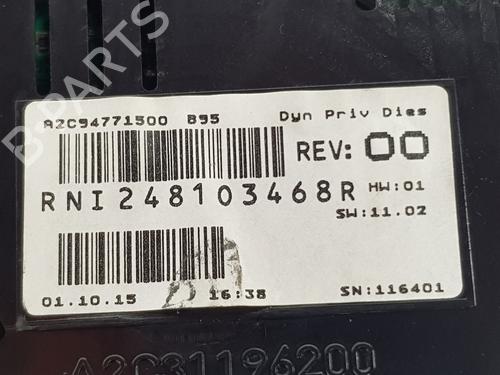 A2C94771500 B95 Dyn Priv Dies
REV: 00
RNI248103468R HW:01
SW:11.02
01.10.15 16:38 SN:116401
A2C31196200